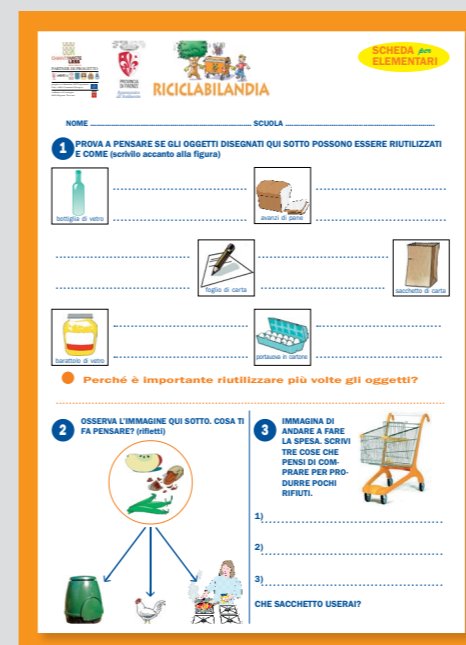 SCHEDA per
ELEMENTARI
PARTNER DI PROGETTO
PROVINCIA
DI FIRENZE
RICICLABILANDIA
NOME SCUOLA
1 PROVA A PENSARE SE GLI OGGETTI DISEGNATI QUI SOTTO POSSONO ESSERE RIUTILIZZATI
E COME (scrivilo accanto alla figura)
bottiglia di vetro
avanzi di pane
foglio di carta
sacchetto di carta
barattolo di vetro
portauova in cartone
Perché è importante riutilizzare più volte gli oggetti?
2 OSSERVA L'IMMAGINE QUI SOTTO. COSA TI
FA PENSARE? (rifletti)
3 IMMAGINA DI
ANDARE A FARE
LA SPESA. SCRIVI
TRE COSE CHE
PENSI DI COM-
PRARE PER PRO-
DURRE POCHI
RIFIUTI.
1)
2)
3)
CHE SACCHETTO USERAI?